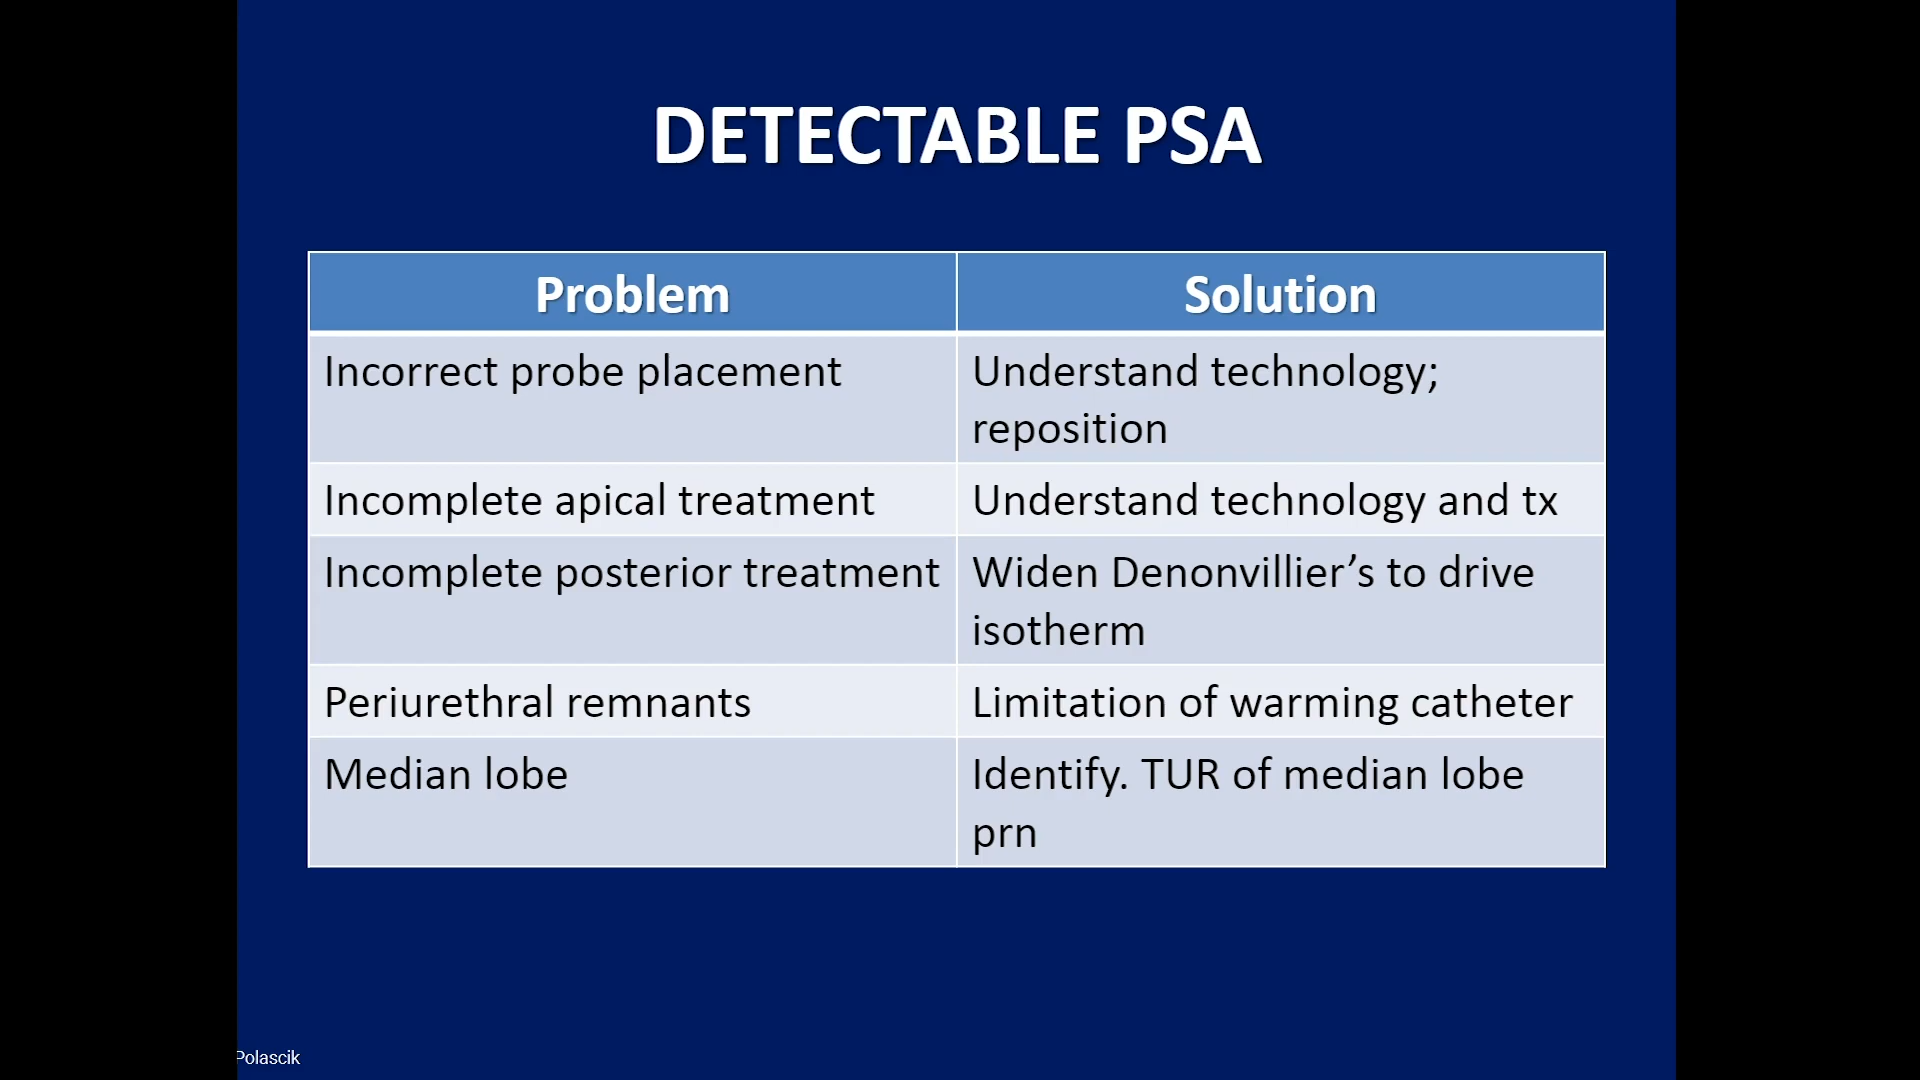 DETECTABLE PSA
Problem
Solution
Incorrect probe placement
Understand technology;
reposition
Incomplete apical treatment
Understand technology and tx
Incomplete posterior treatment
Widen Denonvillier’s to drive
isotherm
Periurethral remnants
Limitation of warming catheter
Median lobe
Identify. TUR of median lobe
prn
Polascik